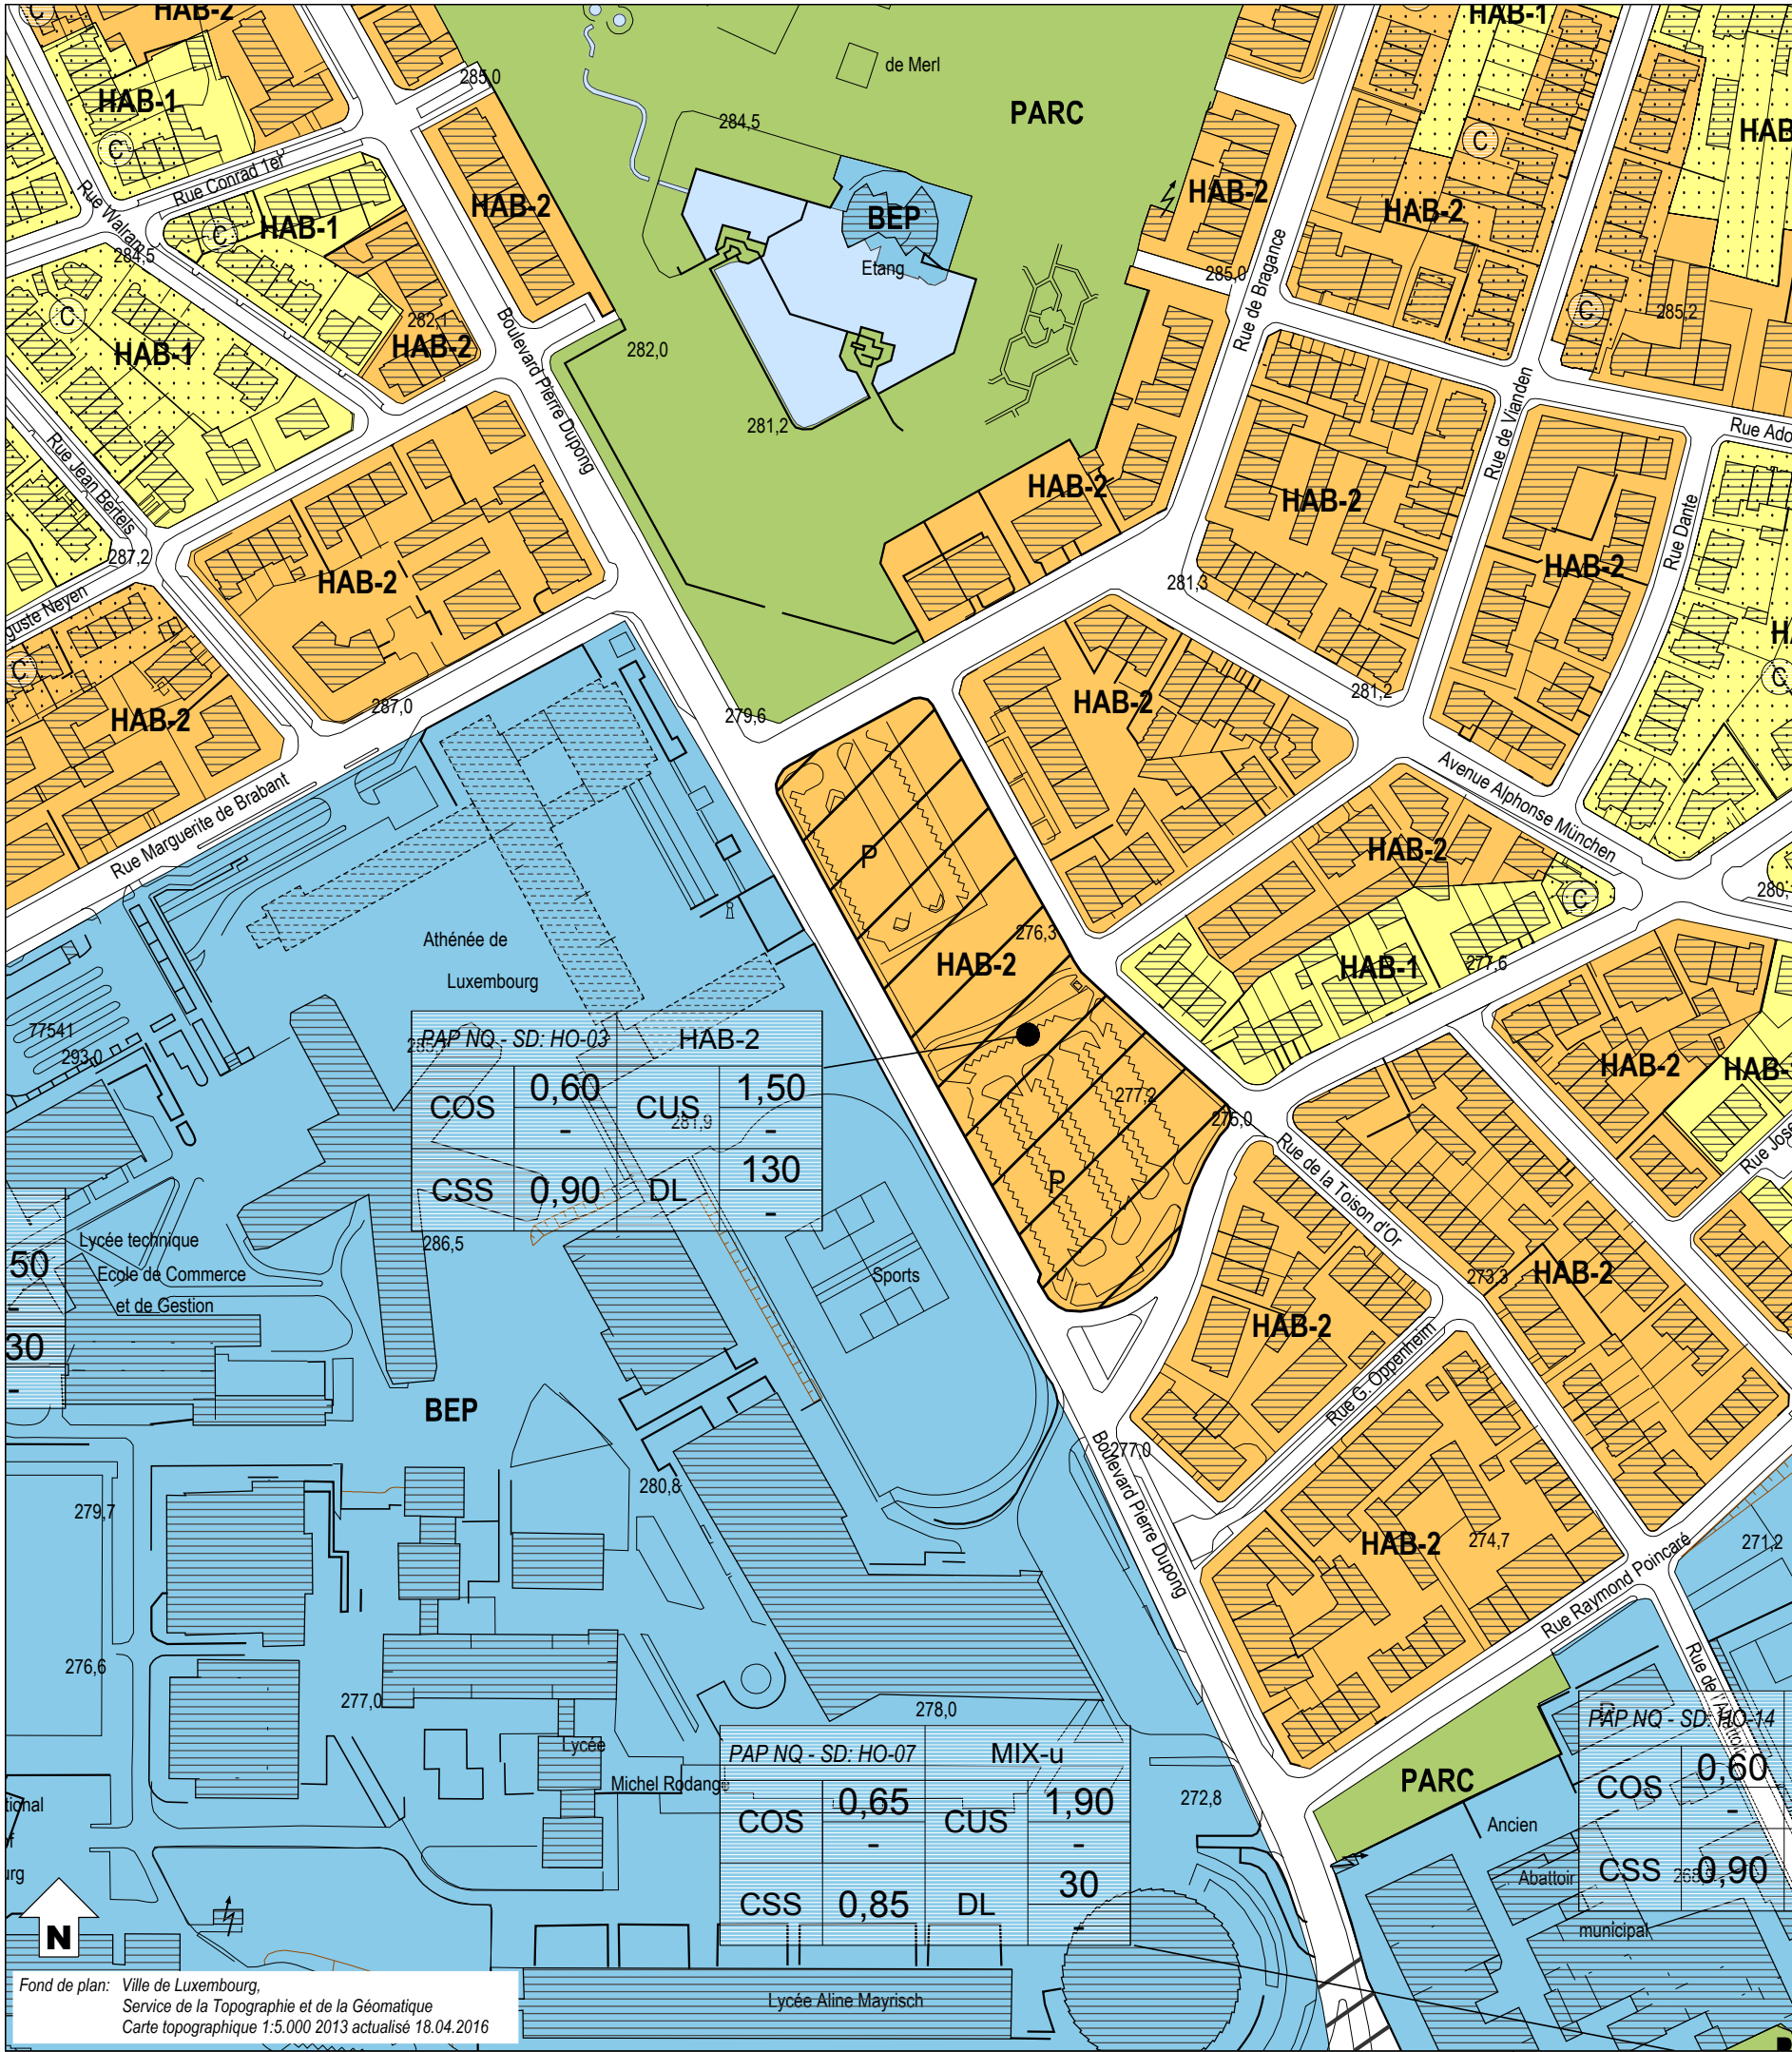 HAB-2
HAB-1
C
285.0
de Merl
HAB-1
HAB-2
PARC
284,5
C
C
Rue Conrad 1er
Rue Walram
HAB-2
HAB-2
HAB-2
BEP
HAB-1
C
284,5
Etang
285,0
Rue de Bragance
C
C
285,2
282,1
HAB-1
HAB-2
Boulevard Pierre Dupong
282,0
281,2
Rue de Vianden
Rue Jean Bertels
HAB-2
HAB-2
Rue Dante
287,2
HAB-2
HAB-2
281,3
C
HAB-2
287,0
279,6
HAB-2
281,2
C
Rue Marguerite de Brabant
Avenue Alphonse München
P
HAB-2
C
276,3
Athénée de
Luxembourg
HAB-2
HAB-1
277,6
77541
293,0
PAP NQ - SD: HO-03
HAB-2
COS
0,60
-
CUS
1,50
-
281,9
CSS
0,90
DL
130
-
277,2
275,0
HAB-2
Rue de la Toison d'Or
P
286,5
Lycée technique
Ecole de Commerce
et de Gestion
50
-
30
-
Sports
273,3
HAB-2
HAB-2
Rue G. Oppenheim
BEP
277,0
Boulevard Pierre Dupong
280,8
279,7
HAB-2
274,7
271,2
Rue Raymond Poincaré
276,6
277,0
278,0
Lycée
Michel Rodange
PAP NQ - SD: HO-07
MIX-u
COS
0,65
-
CUS
1,90
-
CSS
0,85
DL
30
-
272,8
PARC
PAP NQ - SD: HO-14
COS
0,60
-
CSS
0,90
Ancien
Abattoir
municipal
N
Lycée Aline Mayrisch
Fond de plan: Ville de Luxembourg,
Service de la Topographie et de la Géomatique
Carte topographique 1:5.000 2013 actualisé 18.04.2016